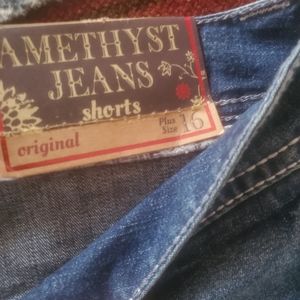 AMETHYST
JEANS
shorts
original
Plus
Size 16